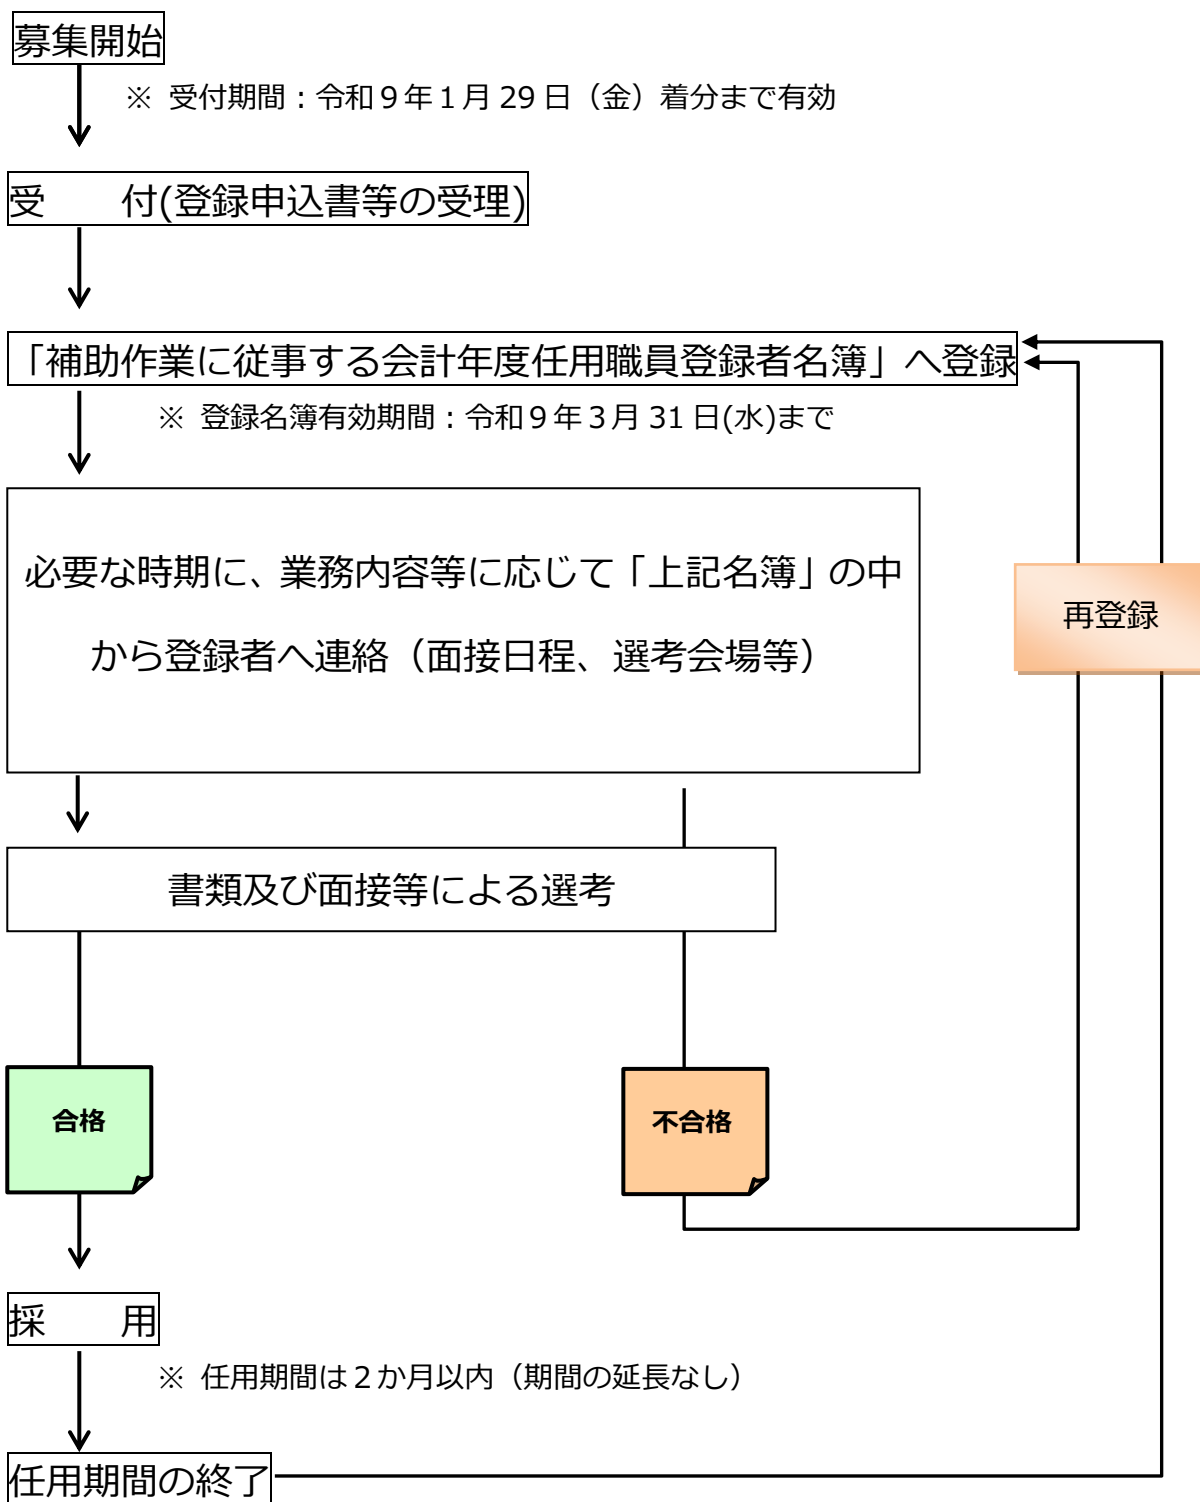 募集開始
※ 受付期間：令和９年１月 29 日（金）着分まで有効
受　　付(登録申込書等の受理)
「補助作業に従事する会計年度任用職員登録者名簿」へ登録
※ 登録名簿有効期間：令和９年３月 31 日(水)まで
必要な時期に、業務内容等に応じて「上記名簿」の中
から登録者へ連絡（面接日程、選考会場等）
再登録
書類及び面接等による選考
合格
不合格
採　　用
※ 任用期間は２か月以内（期間の延長なし）
任用期間の終了